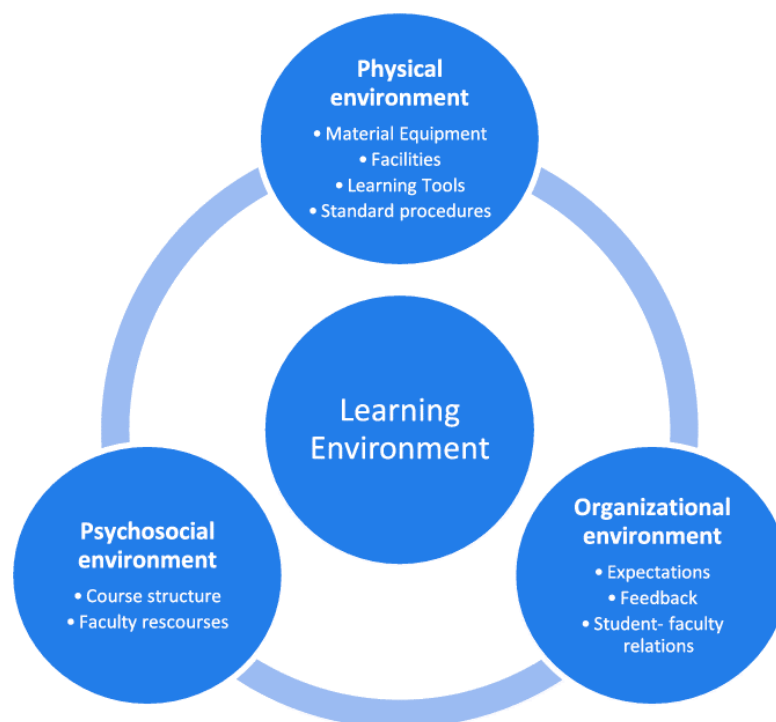 Physical
environment
• Material Equipment
• Facilities
• Learning Tools
• Standard procedures
Learning
Environment
Psychosocial
environment
• Course structure
• Faculty rescourses
Organizational
environment
• Expectations
• Feedback
• Student- faculty
relations